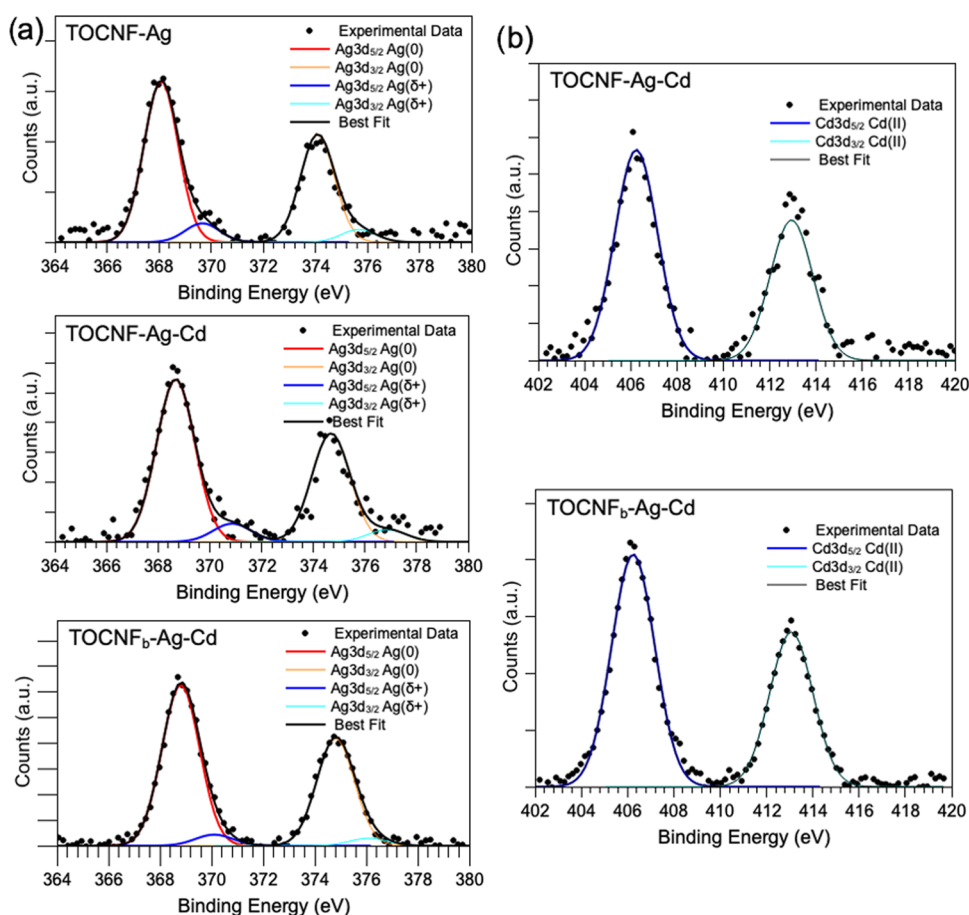 (a)
TOCNF-Ag
Experimental Data
Ag3d5/2 Ag(0)
Ag3d3/2 Ag(0)
Ag3d5/2 Ag(δ+)
Ag3d3/2 Ag(δ+)
Best Fit
Counts (a.u.)
364 366 368 370 372 374 376 378 380
Binding Energy (eV)
TOCNF-Ag-Cd
Experimental Data
Ag3d5/2 Ag(0)
Ag3d3/2 Ag(0)
Ag3d5/2 Ag(δ+)
Ag3d3/2 Ag(δ+)
Best Fit
Counts (a.u.)
364 366 368 370 372 374 376 378 380
Binding Energy (eV)
TOCNFb-Ag-Cd
Experimental Data
Ag3d5/2 Ag(0)
Ag3d3/2 Ag(0)
Ag3d5/2 Ag(δ+)
Ag3d3/2 Ag(δ+)
Best Fit
Counts (a.u.)
364 366 368 370 372 374 376 378 380
Binding Energy (eV)
(b)
TOCNF-Ag-Cd
Experimental Data
Cd3d5/2 Cd(II)
Cd3d3/2 Cd(II)
Best Fit
Counts (a.u.)
402 404 406 408 410 412 414 416 418 420
Binding Energy (eV)
TOCNFb-Ag-Cd
Experimental Data
Cd3d5/2 Cd(II)
Cd3d3/2 Cd(II)
Best Fit
Counts (a.u.)
402 404 406 408 410 412 414 416 418 420
Binding Energy (eV)